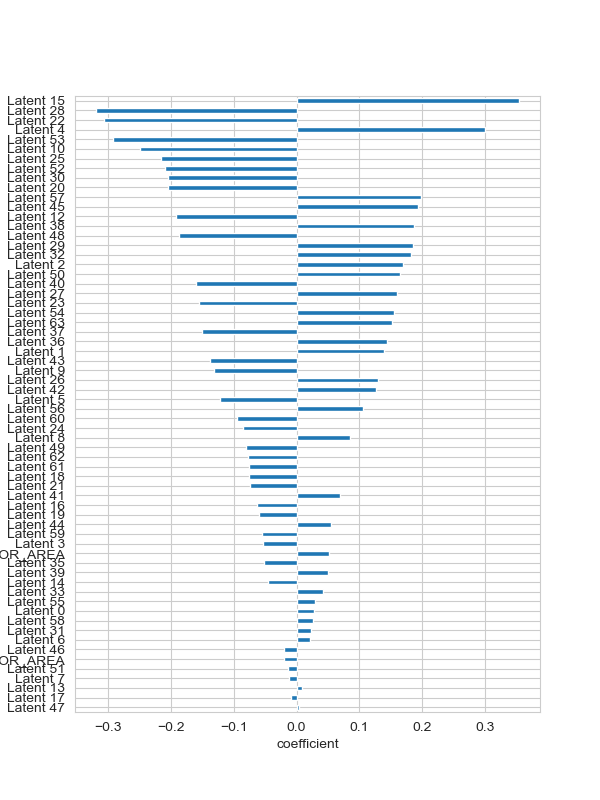 Latent 15
Latent 28
Latent 22
Latent 4
Latent 53
Latent 10
Latent 25
Latent 52
Latent 30
Latent 20
Latent 57
Latent 45
Latent 12
Latent 38
Latent 48
Latent 29
Latent 32
Latent 2
Latent 50
Latent 40
Latent 27
Latent 23
Latent 54
Latent 63
Latent 37
Latent 36
Latent 1
Latent 43
Latent 9
Latent 26
Latent 42
Latent 5
Latent 56
Latent 60
Latent 24
Latent 8
Latent 49
Latent 62
Latent 61
Latent 18
Latent 21
Latent 41
Latent 16
Latent 19
Latent 44
Latent 59
Latent 3
OR_AREA
Latent 35
Latent 39
Latent 14
Latent 33
Latent 55
Latent 0
Latent 58
Latent 31
Latent 6
Latent 46
OR_AREA
Latent 51
Latent 7
Latent 13
Latent 17
Latent 47
−0.3 −0.2 −0.1 0.0 0.1 0.2 0.3
coefficient